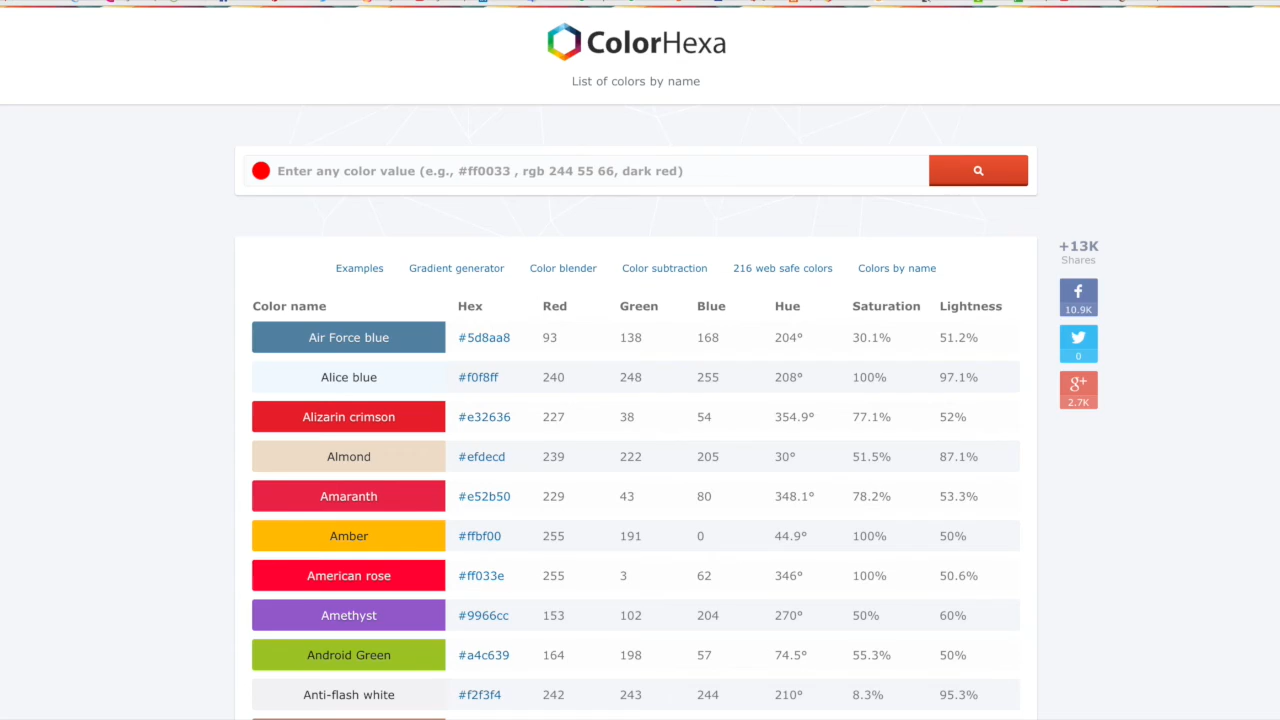 ColorHexa
List of colors by name
Enter any color value (e.g., #ff0033 , rgb 244 55 66, dark red)
+13K
Shares
10.9K
0
g+
2.7K
Examples Gradient generator Color blender Color subtraction 216 web safe colors Colors by name
Color name Hex Red Green Blue Hue Saturation Lightness
Air Force blue #5d8aa8 93 138 168 204° 30.1% 51.2%
Alice blue #f0f8ff 240 248 255 208° 100% 97.1%
Alizarin crimson #e32636 227 38 54 354.9° 77.1% 52%
Almond #efdecd 239 222 205 30° 51.5% 87.1%
Amaranth #e52b50 229 43 80 348.1° 78.2% 53.3%
Amber #ffbf00 255 191 0 44.9° 100% 50%
American rose #ff033e 255 3 62 346° 100% 50.6%
Amethyst #9966cc 153 102 204 270° 50% 60%
Android Green #a4c639 164 198 57 74.5° 55.3% 50%
Anti-flash white #f2f3f4 242 243 244 210° 8.3% 95.3%